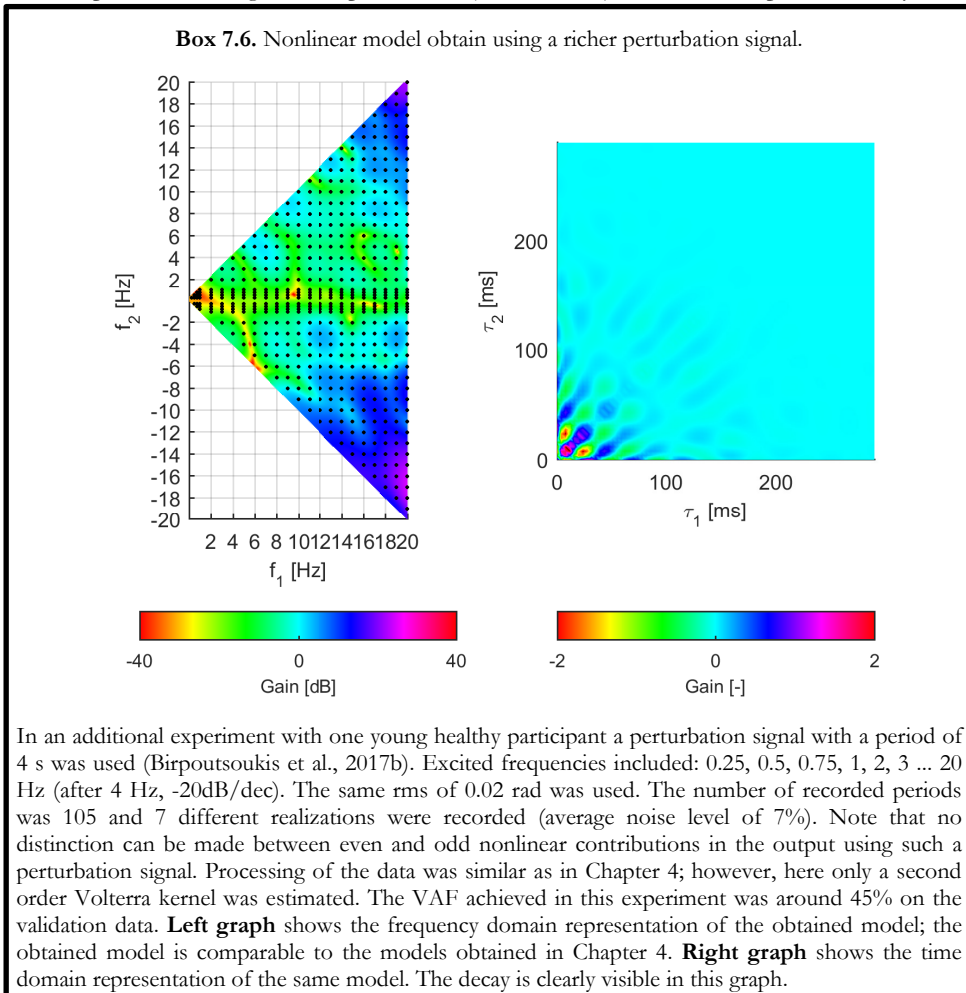 Box 7.6. Nonlinear model obtain using a richer perturbation signal.
20
18
16
14
12
10
8
6
4
2
-2
-4
-6
-8
-10
-12
-14
-16
-18
-20
f_2 [Hz]
2 4 6 8 101214161820
f_1 [Hz]
200
100
0
τ_2 [ms]
0 100 200
τ_1 [ms]
-40 0 40
Gain [dB]
-2 0 2
Gain [-]
In an additional experiment with one young healthy participant a perturbation signal with a period of
4 s was used (Birpoutsoukis et al., 2017b). Excited frequencies included: 0.25, 0.5, 0.75, 1, 2, 3 ... 20
Hz (after 4 Hz, -20dB/dec). The same rms of 0.02 rad was used. The number of recorded periods
was 105 and 7 different realizations were recorded (average noise level of 7%). Note that no
distinction can be made between even and odd nonlinear contributions in the output using such a
perturbation signal. Processing of the data was similar as in Chapter 4; however, here only a second
order Volterra kernel was estimated. The VAF achieved in this experiment was around 45% on the
validation data. Left graph shows the frequency domain representation of the obtained model; the
obtained model is comparable to the models obtained in Chapter 4. Right graph shows the time
domain representation of the same model. The decay is clearly visible in this graph.